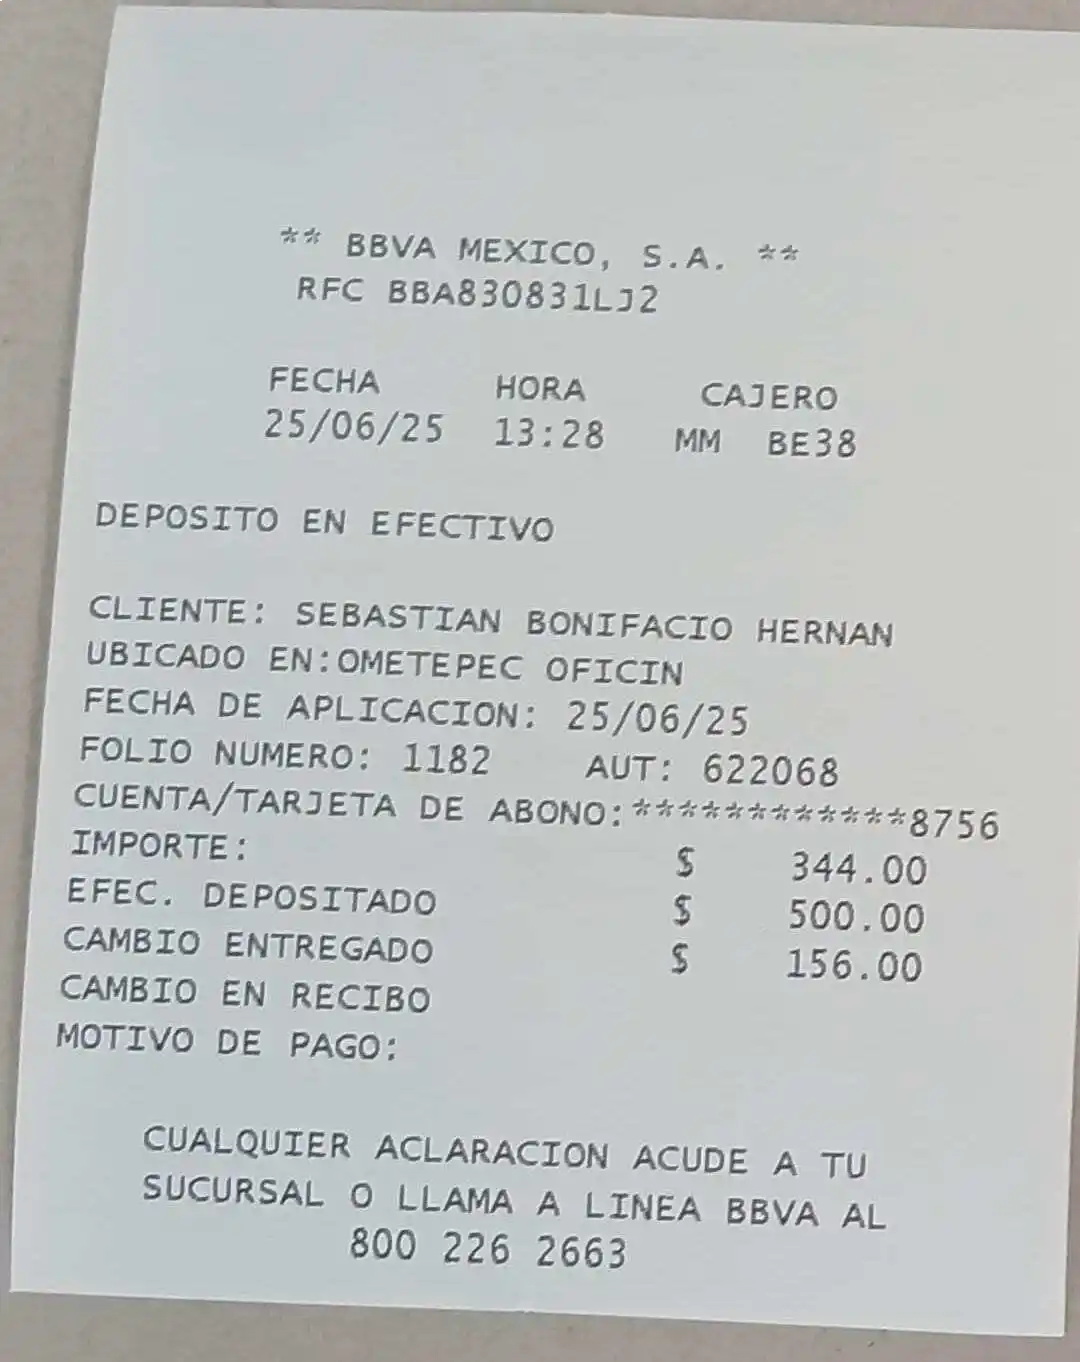 ** BBVA MEXICO, S.A. **
RFC BBA830831LJ2
FECHA HORA CAJERO
25/06/25 13:28 MM BE38
DEPOSITO EN EFECTIVO
CLIENTE: SEBASTIAN BONIFACIO HERNAN
UBICADO EN:OMETEPEC OFICIN
FECHA DE APLICACION: 25/06/25
FOLIO NUMERO: 1182 AUT: 622068
CUENTA/TARJETA DE ABONO:************8756
IMPORTE: $ 344.00
EFEC. DEPOSITADO $ 500.00
CAMBIO ENTREGADO $ 156.00
CAMBIO EN RECIBO
MOTIVO DE PAGO:
CUALQUIER ACLARACION ACUDE A TU
SUCURSAL O LLAMA A LINEA BBVA AL
800 226 2663